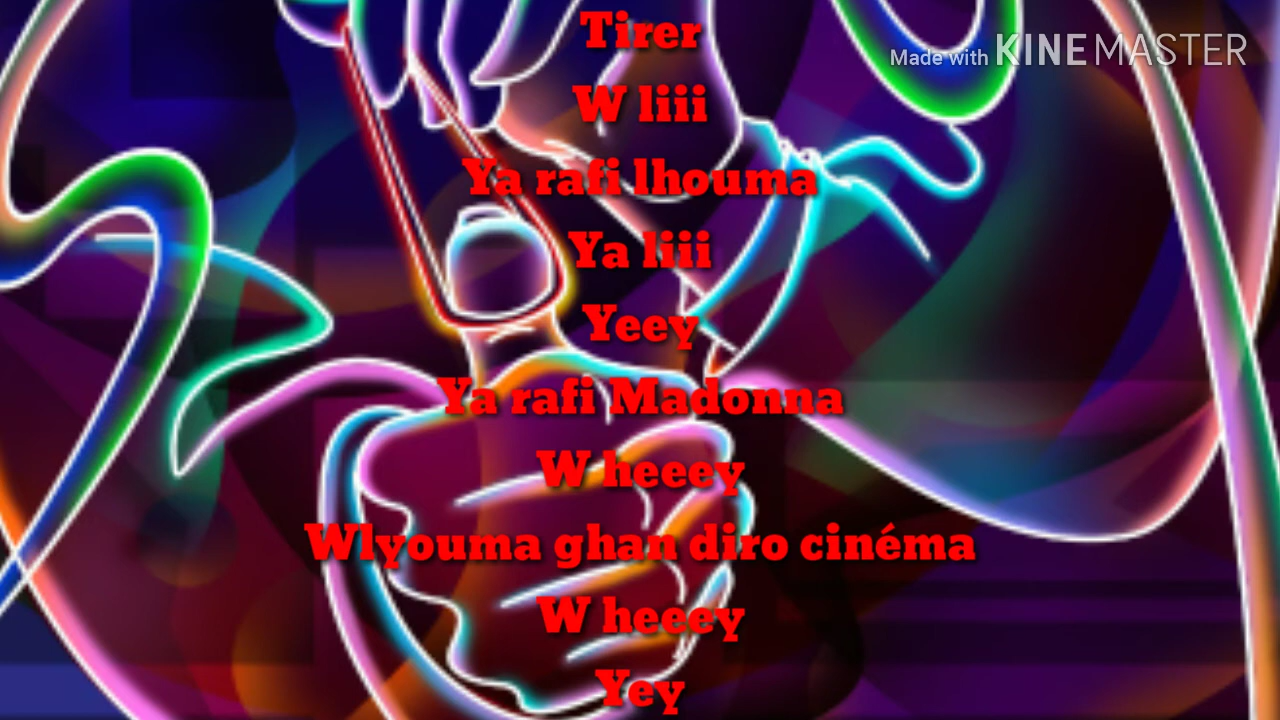 Tirer
Made with KINEMASTER
W liii
Ya rafi lhouma
Ya liii
Yeey
Ya rafi Madonna
W heeey
Wlyouma ghan diro cinéma
W heeey
Yey